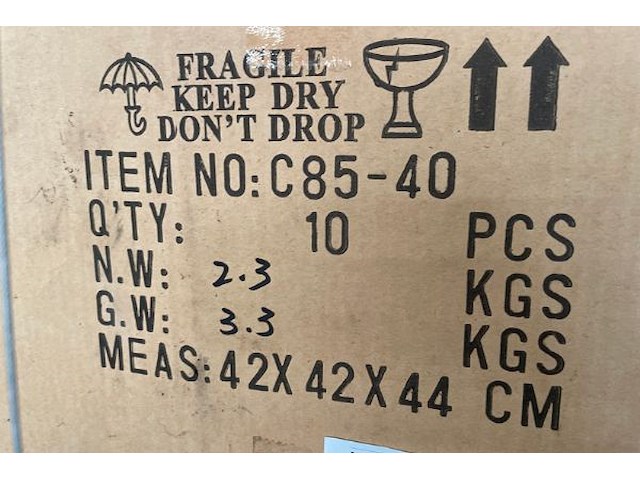 FRAGILE
KEEP DRY
DON'T DROP
ITEM NO: C85-40
Q'TY: 10 PCS
N.W: 2.3 KGS
G.W: 3.3 KGS
MEAS: 42X42X44 CM